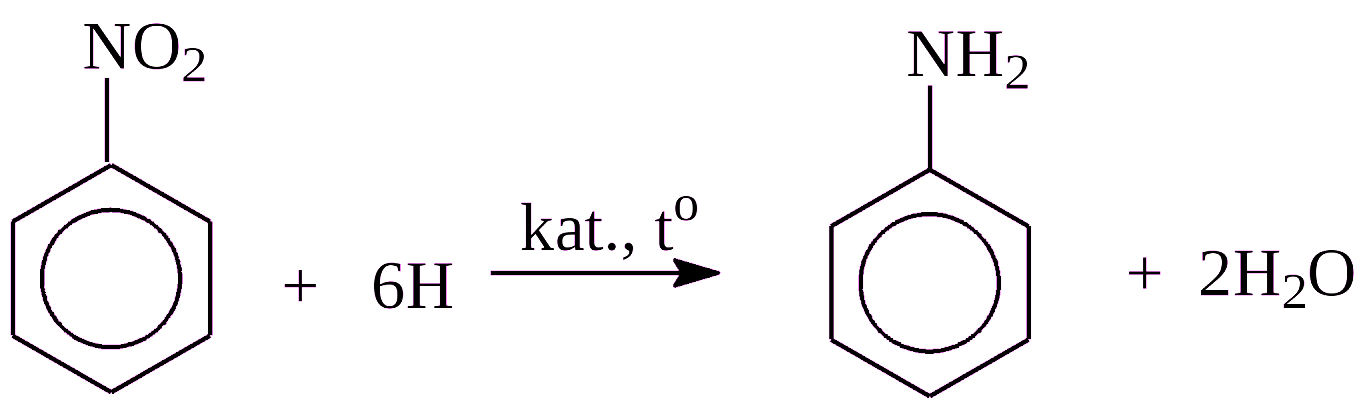 NO₂ NH₂
+ 6H kat., tº + 2H₂O